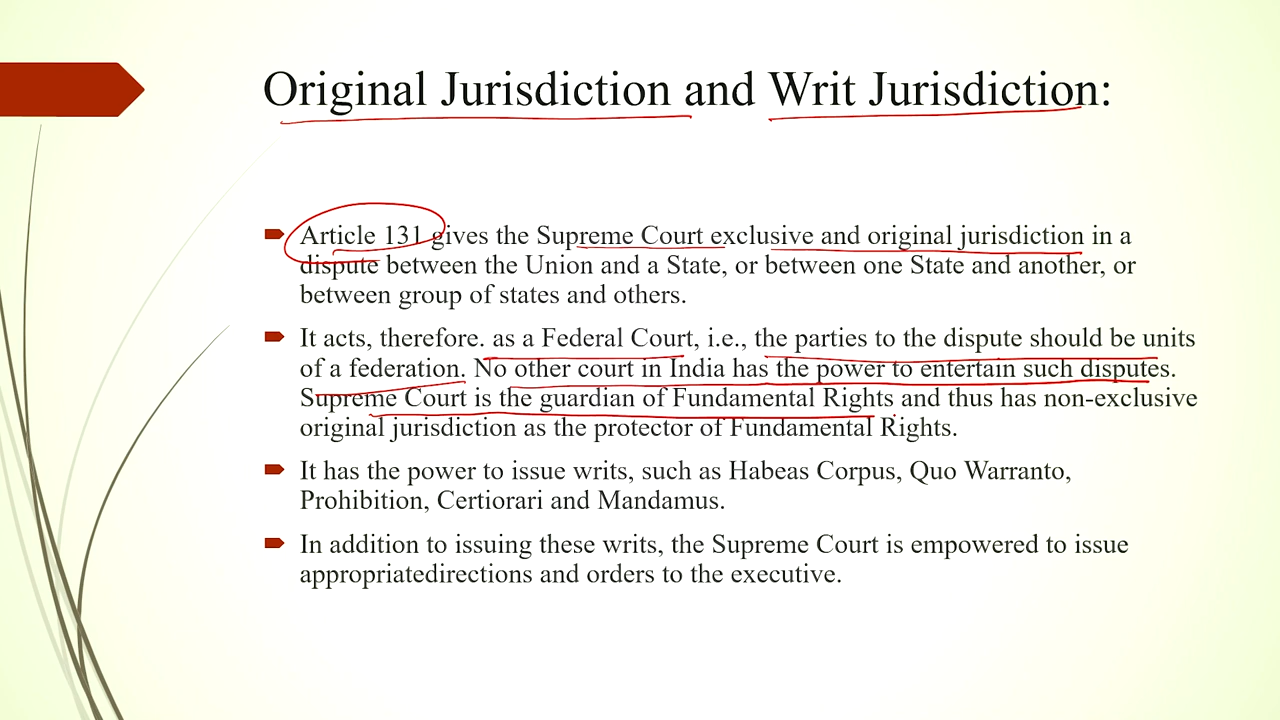 Original Jurisdiction and Writ Jurisdiction:
Article 131 gives the Supreme Court exclusive and original jurisdiction in a
dispute between the Union and a State, or between one State and another, or
between group of states and others.
It acts, therefore. as a Federal Court, i.e., the parties to the dispute should be units
of a federation. No other court in India has the power to entertain such disputes.
Supreme Court is the guardian of Fundamental Rights and thus has non-exclusive
original jurisdiction as the protector of Fundamental Rights.
It has the power to issue writs, such as Habeas Corpus, Quo Warranto,
Prohibition, Certiorari and Mandamus.
In addition to issuing these writs, the Supreme Court is empowered to issue
appropriatedirections and orders to the executive.